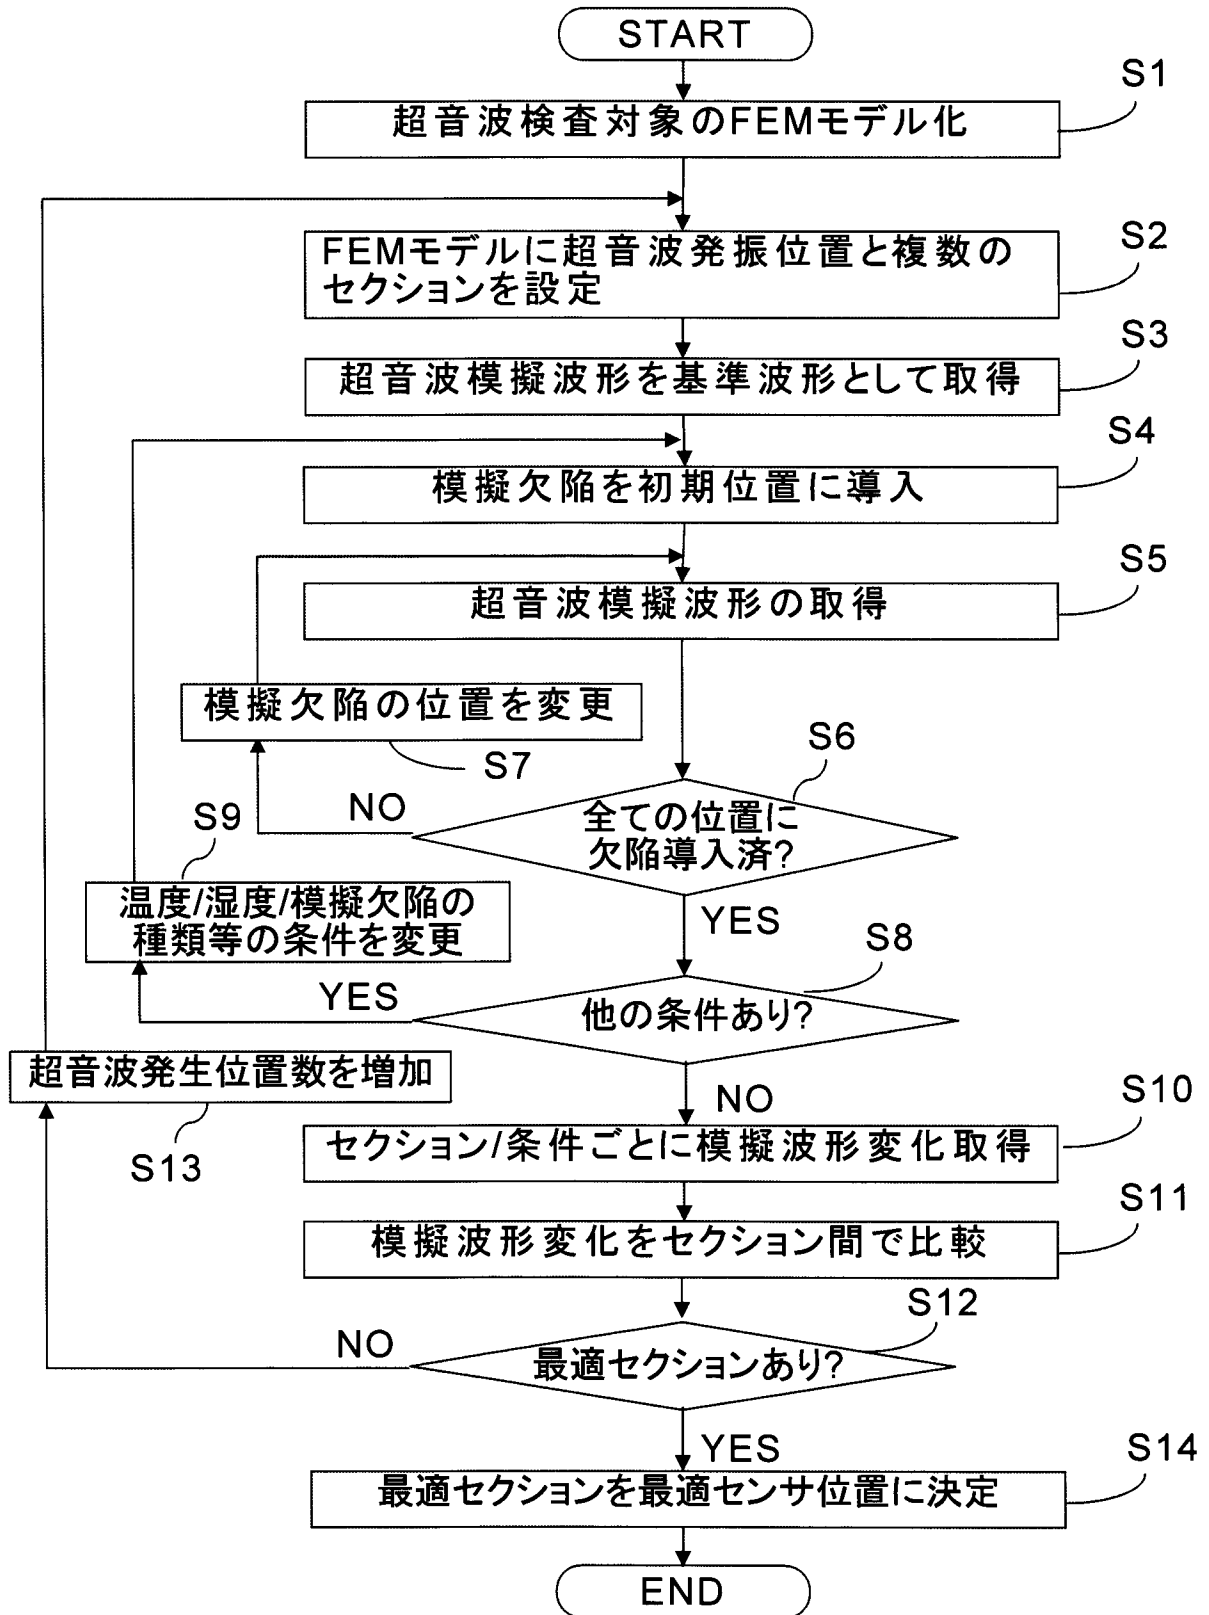 START
S1
超音波検査対象のFEMモデル化
S2
FEMモデルに超音波発振位置と複数の
セクションを設定
S3
超音波模擬波形を基準波形として取得
S4
模擬欠陥を初期位置に導入
S5
超音波模擬波形の取得
模擬欠陥の位置を変更
S7
S6
NO
全ての位置に
欠陥導入済?
S9
温度/湿度/模擬欠陥の
種類等の条件を変更
YES
S8
YES
他の条件あり?
超音波発生位置数を増加
S13
NO
S10
セクション/条件ごとに模擬波形変化取得
S11
模擬波形変化をセクション間で比較
S12
NO
最適セクションあり?
YES
S14
最適セクションを最適センサ位置に決定
END